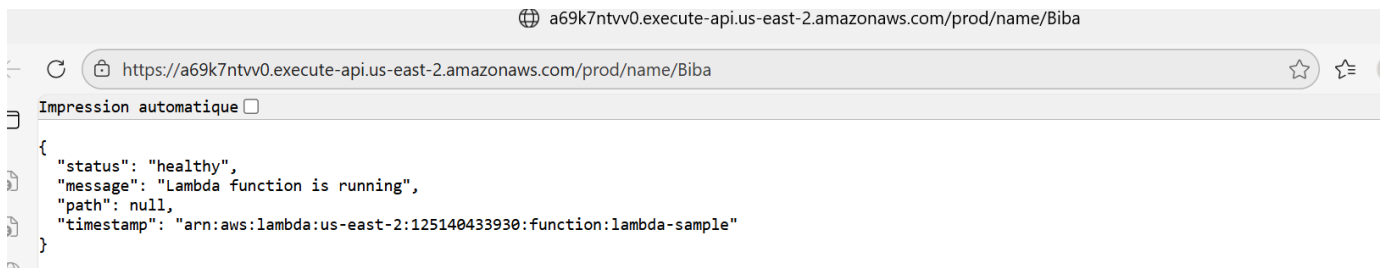 a69k7ntvv0.execute-api.us-east-2.amazonaws.com/prod/name/Biba
https://a69k7ntvv0.execute-api.us-east-2.amazonaws.com/prod/name/Biba
Impression automatique
{
  "status": "healthy",
  "message": "Lambda function is running",
  "path": null,
  "timestamp": "arn:aws:lambda:us-east-2:125140433930:function:lambda-sample"
}